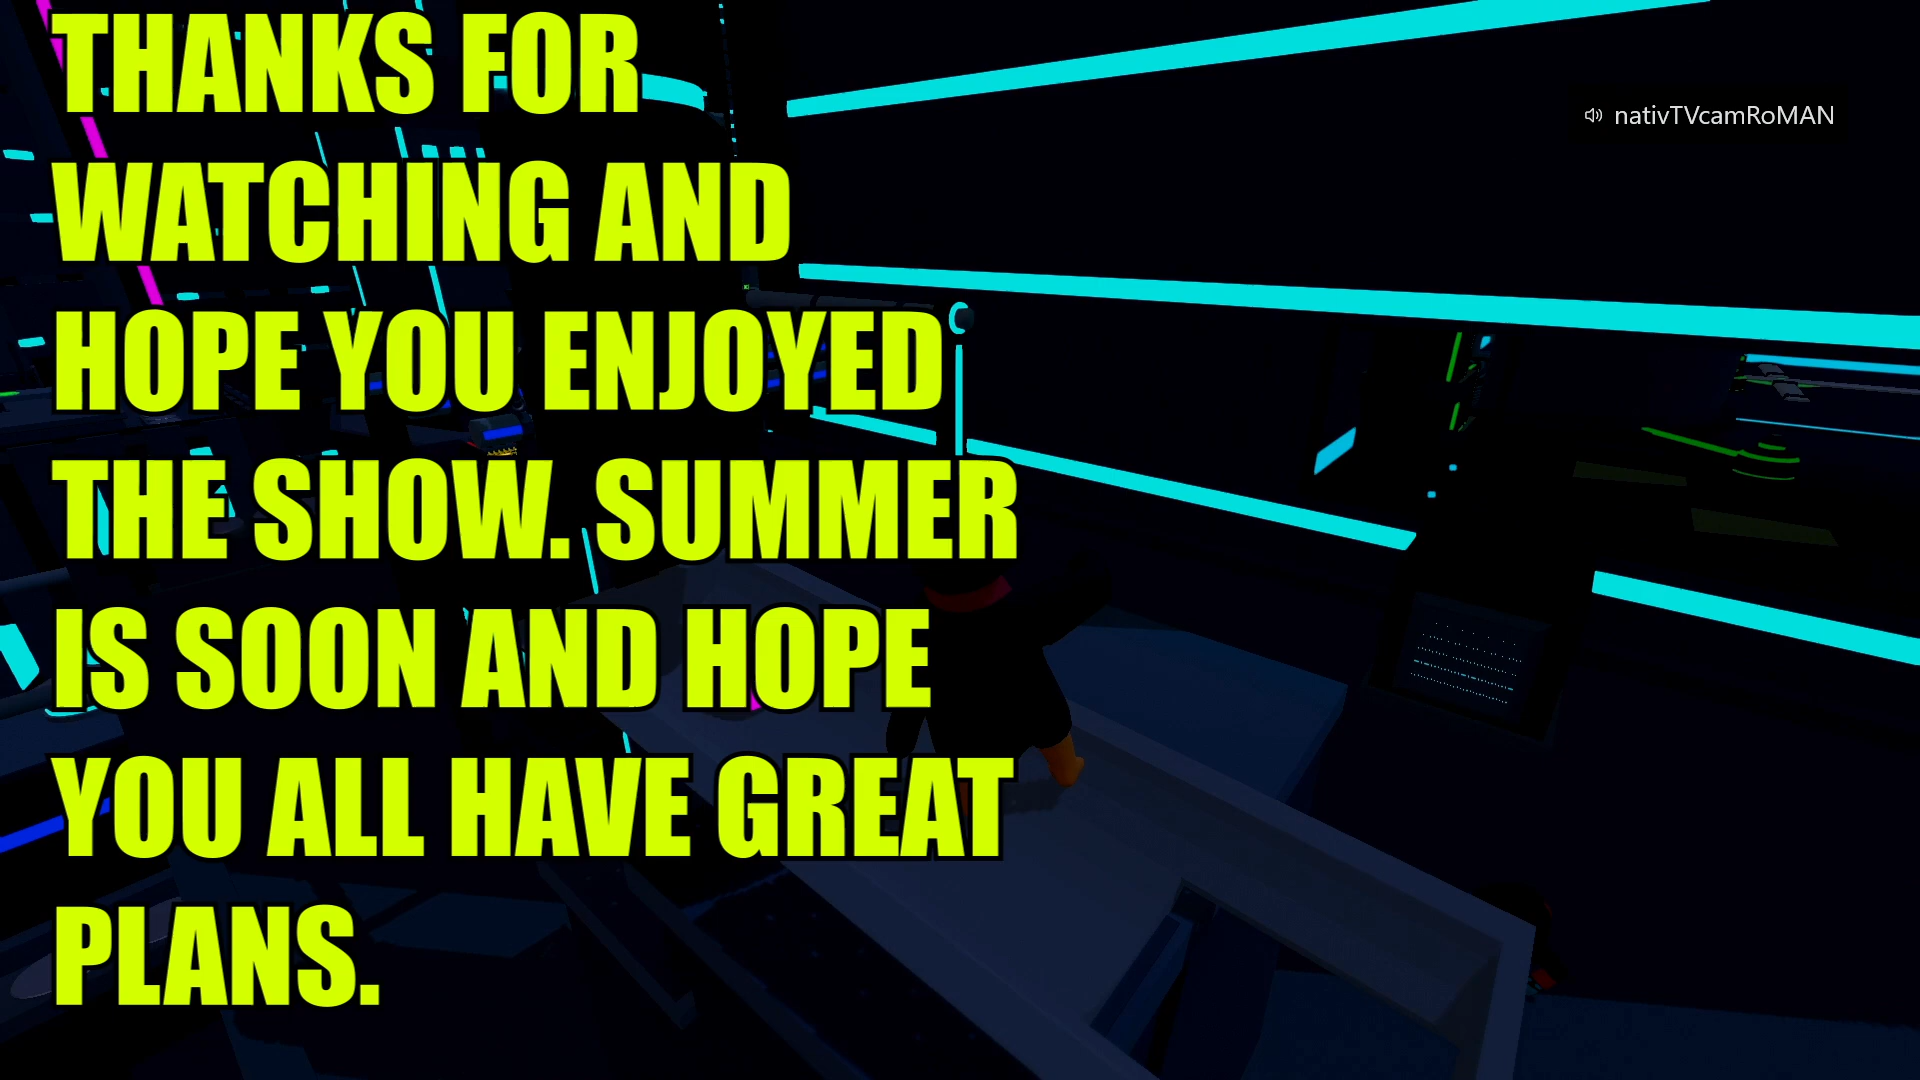 THANKS FOR
WATCHING AND
HOPE YOU ENJOYED
THE SHOW. SUMMER
IS SOON AND HOPE
YOU ALL HAVE GREAT
PLANS.
nativTVcamRoMAN